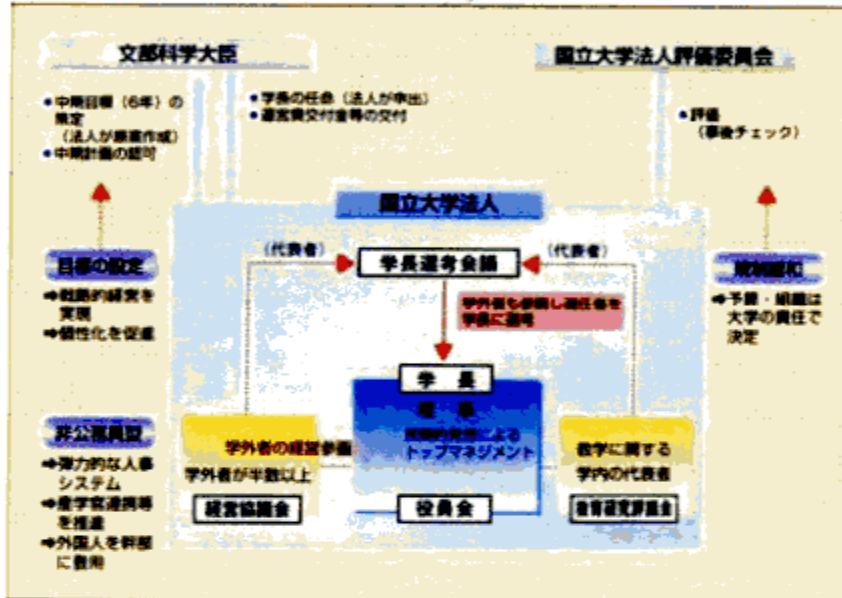 文部科学大臣
国立大学法人評価委員会
●中期目標（6年）の
策定
（法人が原案作成）
●中期計画の認可
●学長の任命（法人が申出）
●運営費交付金等の交付
●評価
（事後チェック）
国立大学法人
（代表者）
学長選考会議
（代表者）
目標の設定
➡戦略的経営を
実現
➡個性化を促進
学外者も参画し適任者を
学長に選考
規制緩和
➡予算・組織は
大学の責任で
決定
学 長
による
トップマネジメント
非公務員型
➡弾力的な人事
システム
➡産学官連携等
を推進
➡外国人を幹部
に登用
学外者の経営参画
学外者が半数以上
経営協議会
役員会
教学に関する
学内の代表者
教育研究評議会